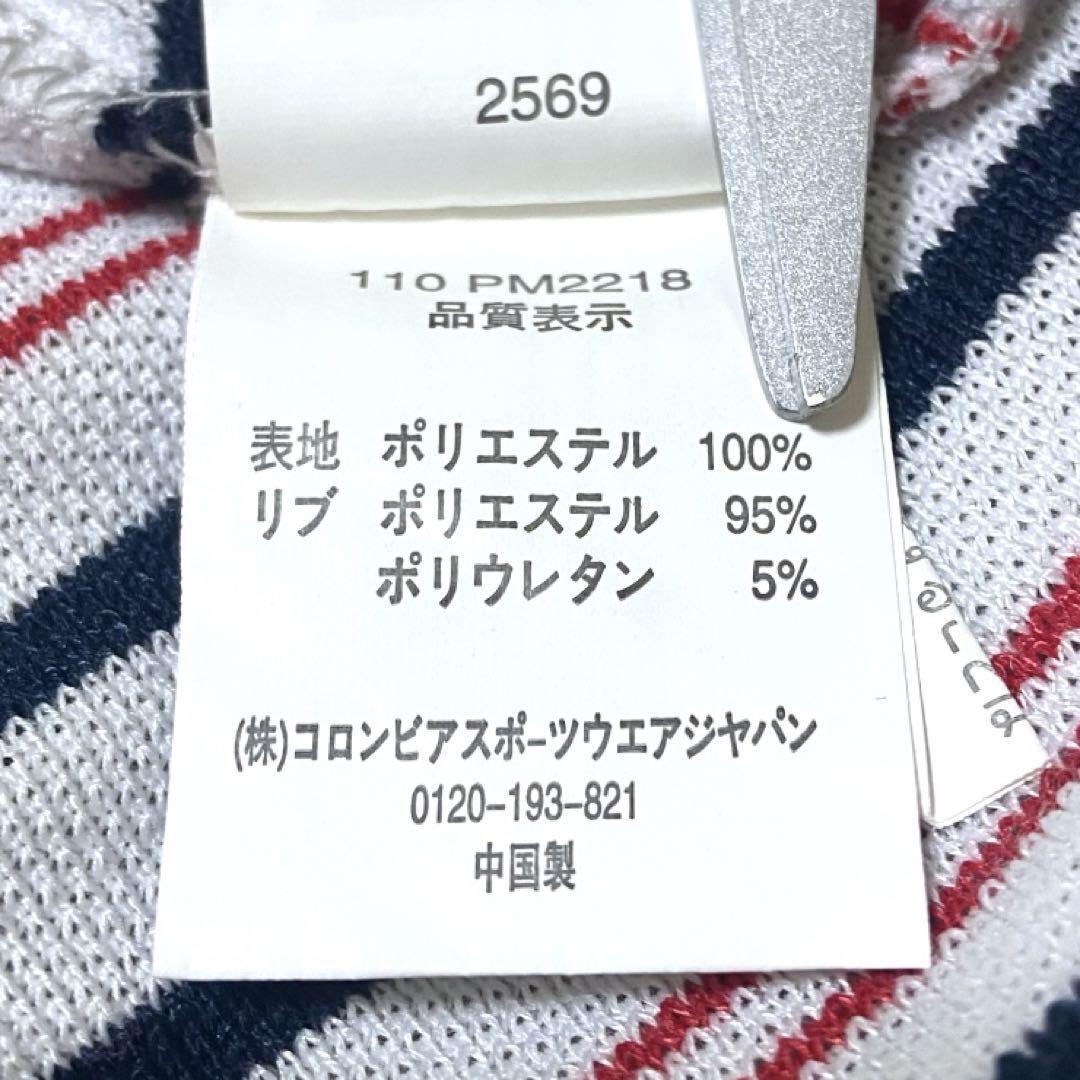 2569
110 PM2218
品質表示
表地 ポリエステル 100%
リブ ポリエステル 95%
ポリウレタン 5%
(株)コロンビアスポーツウエアジヤパン
0120-193-821
中国製